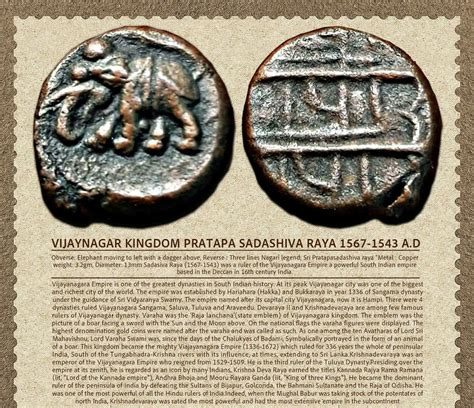 VIJAYNAGAR KINGDOM PRATAPA SADASHIVA RAYA 1567-1543 A.D
Obverse: Elephant moving to left with a dagger above, Reverse : Three lines Nagari legend; Sri Pratapasadashiva raya "Metal : Copper
weight: 3.2gm, Diameter: 13mm Sadasiva Raya (1567-1543) was a ruler of the Vijayanagara Empire a powerful South Indian empire
based in the Deccan in 16th century India.
Vijayanagara Empire is one of the greatest dynasties in South Indian history. At its peak Vijayanagar city was one of the biggest
and richest city of the world. The empire was established by Harihara (Hakka) and Bukkaraya in year 1336 of Sangama dynasty
under the guidance of Sri Vidyaranya Swamy. The empire named after its capital city Vijayanagara, now it is Hampi. There were 4
dynasties ruled Vijayanagara Sangama, Saluva, Tuluva and Aravendu. Devaraya ii and Krishnadevaraya are among few famous
rulers of Vijayanagar dynasty. Varaha was the 'Raja lanchana'(state emblem) of Vijayanagara kingdom. The emblem was the picture
of a boar facing a sword with the Sun and the Moon above. On the national flags the varaha figures were displayed. The
highest denomination gold coins were named after the varaha and were called as such. As one among the ten Avatharas of Lord Sri
Mahavishnu, Lord Varaha Swami was, since the days of the Chalukyas of Badami, Symbolically portrayed in the form of an animal
of a boar: This kingdom became the mighty Vijayanagar Empire (1336-1672) which ruled for 336 years the whole of peninsula
India, South of the Tungabhadra-Krishna rivers with its influence; at times, extending to Sri Lanka.Krishnadevaraya was an
emperor of the Vijayanagara Empire who reigned from 1529-1509. He is the third ruler of the Tuluva Dynasty.Presiding over the
empire at its zenith, he is regarded as an icon by many Indians, Krishna Deva Raya earned the titles Kannada Rajya Rama Ramana
(lit, "Lord of the Kannada empire"), Andhra Bhoja and Mooru Rayara Ganda (lit, "King of three Kings"). He became the dominant
ruler of the peninsula of India by defeating the Sultans of Bijapur, Golconda, the Bahmani Sultanate and the Raja of Odisha. He
was one of the most powerful of all the Hindu rulers of India.Indeed, when the Mughal Babur was taking stock of the potentates of
north India, Krishnadevaraya was rated the most powerful and had the most extensive empire in the subcontinent